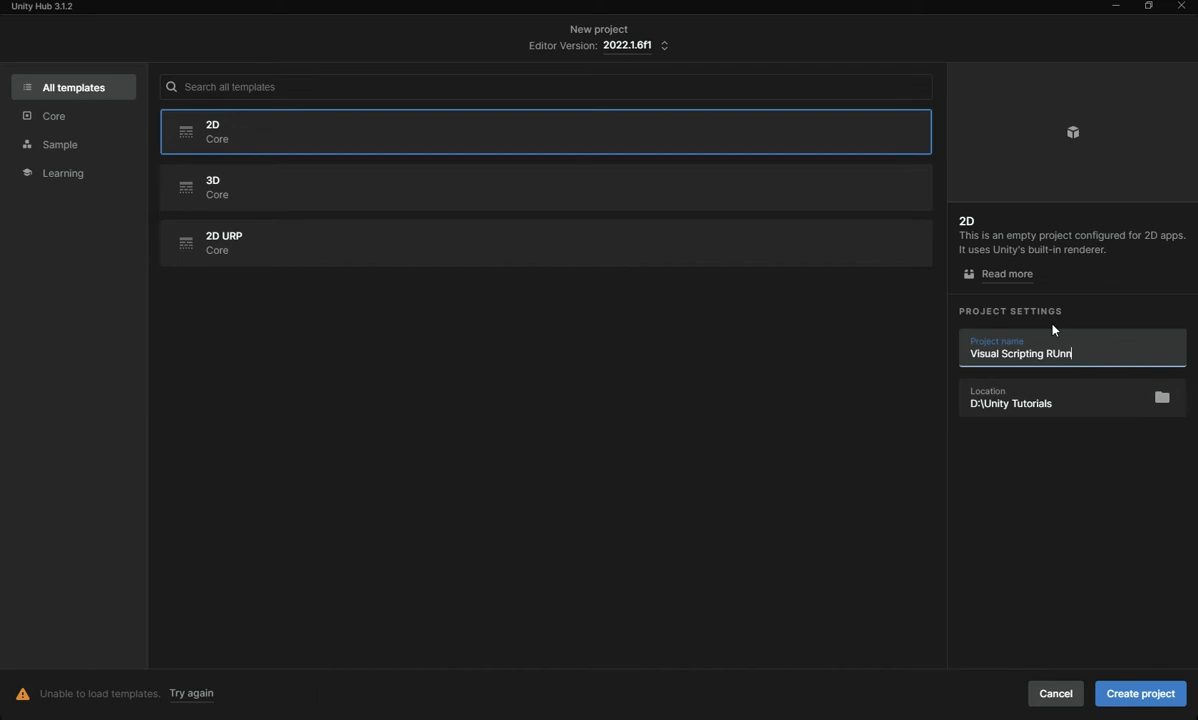 Unity Hub 3.1.2
New project
Editor Version: 2022.1.6f1
All templates
Core
Sample
Learning
Search all templates
2D
Core
3D
Core
2D URP
Core
2D
This is an empty project configured for 2D apps.
It uses Unity's built-in renderer.
Read more
PROJECT SETTINGS
Project name
Visual Scripting RUnn
Location
D:\Unity Tutorials
Unable to load templates. Try again
Cancel
Create project